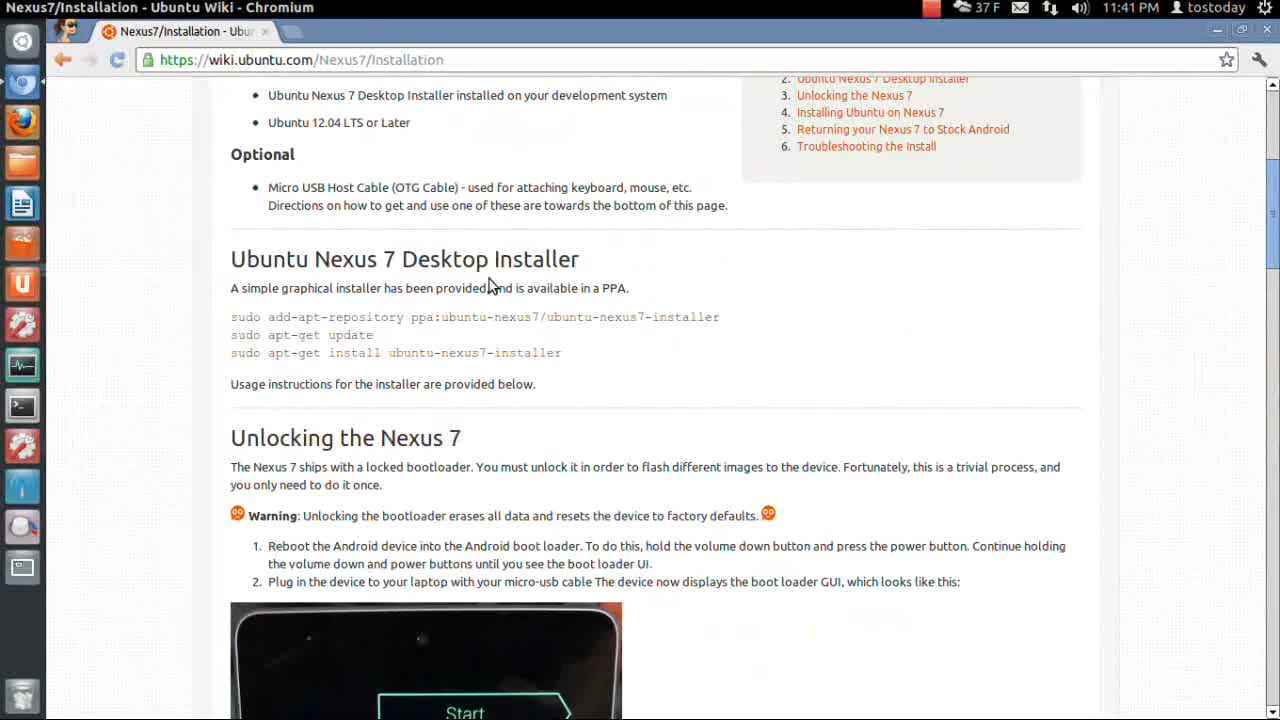 Nexus7/Installation - Ubuntu Wiki - Chromium
37 F
11:41 PM
tostoday
Nexus7/Installation - Ubun
https://wiki.ubuntu.com/Nexus7/Installation
2. Ubuntu Nexus 7 Desktop Installer
3. Unlocking the Nexus 7
4. Installing Ubuntu on Nexus 7
5. Returning your Nexus 7 to Stock Android
6. Troubleshooting the Install
Ubuntu Nexus 7 Desktop Installer installed on your development system
Ubuntu 12.04 LTS or Later
Optional
Micro USB Host Cable (OTG Cable) - used for attaching keyboard, mouse, etc.
Directions on how to get and use one of these are towards the bottom of this page.
Ubuntu Nexus 7 Desktop Installer
A simple graphical installer has been provided, and is available in a PPA.
sudo add-apt-repository ppa:ubuntu-nexus7/ubuntu-nexus7-installer
sudo apt-get update
sudo apt-get install ubuntu-nexus7-installer
Usage instructions for the installer are provided below.
Unlocking the Nexus 7
The Nexus 7 ships with a locked bootloader. You must unlock it in order to flash different images to the device. Fortunately, this is a trivial process, and
you only need to do it once.
Warning: Unlocking the bootloader erases all data and resets the device to factory defaults.
1. Reboot the Android device into the Android boot loader. To do this, hold the volume down button and press the power button. Continue holding
the volume down and power buttons until you see the boot loader UI.
2. Plug in the device to your laptop with your micro-usb cable The device now displays the boot loader GUI, which looks like this:
Start